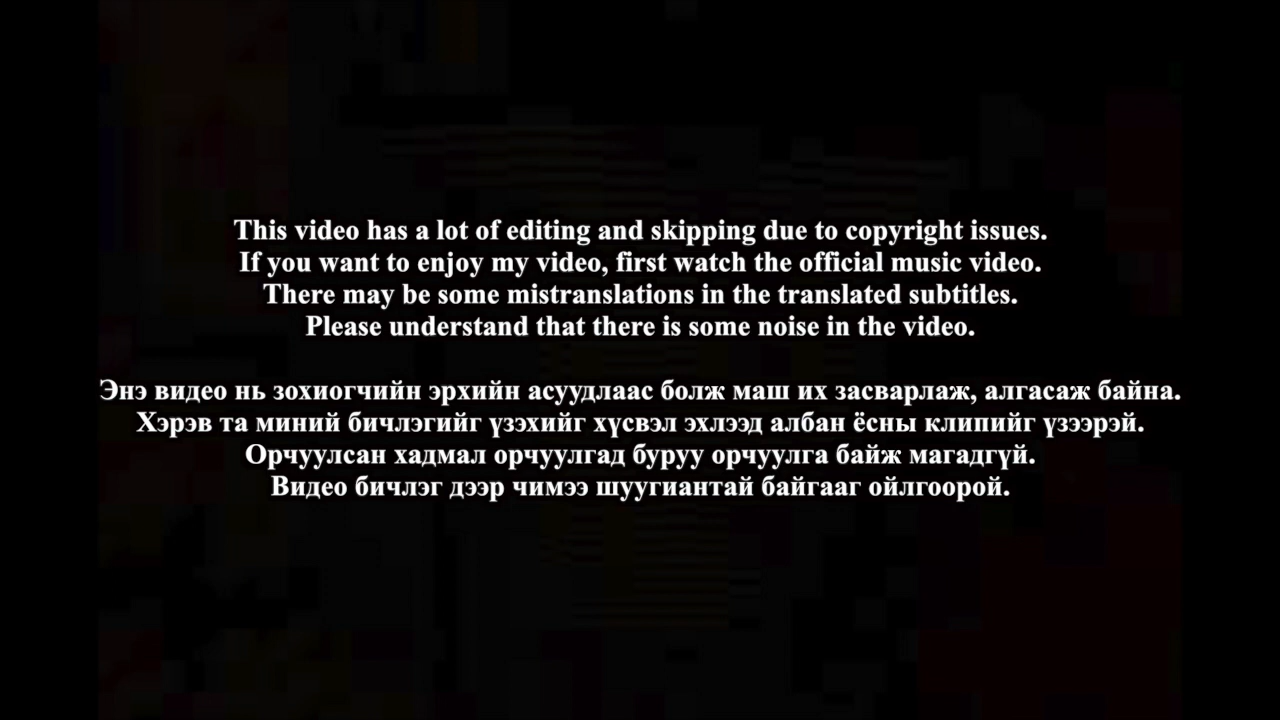 This video has a lot of editing and skipping due to copyright issues.
If you want to enjoy my video, first watch the official music video.
There may be some mistranslations in the translated subtitles.
Please understand that there is some noise in the video.
Энэ видео нь зохиогчийн эрхийн асуудлаас болж маш их засварлаж, алгасаж байна.
Хэрэв та миний бичлэгийг үзэхийг хүсвэл эхлээд албан ёсны клипийг үзээрэй.
Орчуулсан хадмал орчуулгад буруу орчуулга байж магадгүй.
Видео бичлэг дээр чимээ шуугиантай байгааг ойлгоорой.